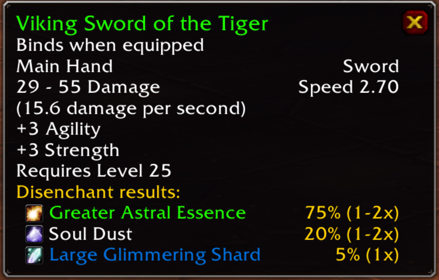 Viking Sword of the Tiger
Binds when equipped
Main Hand Sword
29 - 55 Damage Speed 2.70
(15.6 damage per second)
+3 Agility
+3 Strength
Requires Level 25
Disenchant results:
Greater Astral Essence 75% (1-2x)
Soul Dust 20% (1-2x)
Large Glimmering Shard 5% (1x)